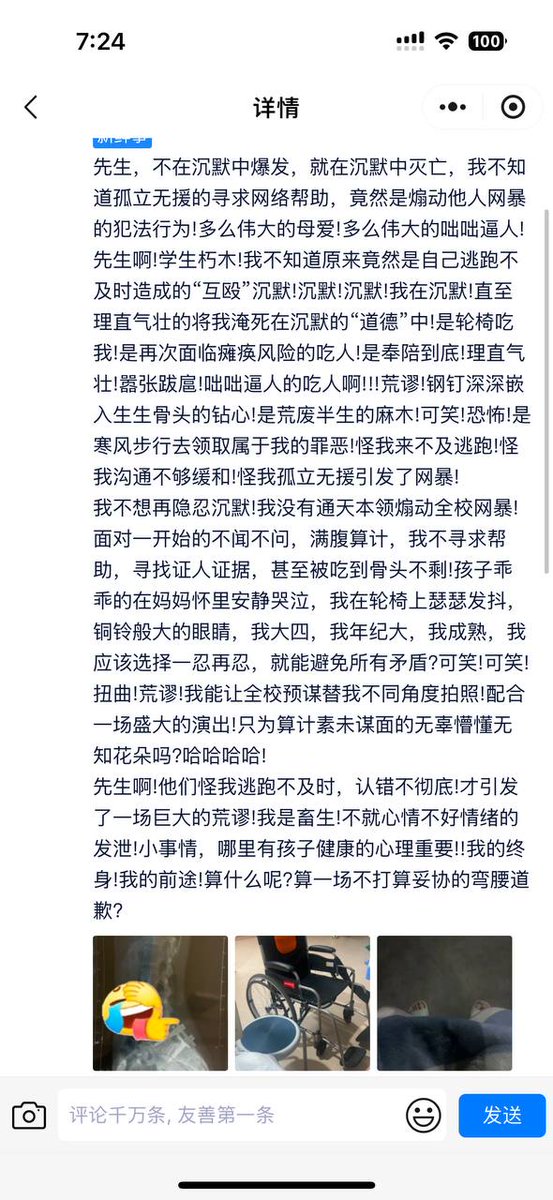 7:24
100
详情
先生，不在沉默中爆发，就在沉默中灭亡，我不知
道孤立无援的寻求网络帮助，竟然是煽动他人网暴
的犯法行为!多么伟大的母爱!多么伟大的咄咄逼人!
先生啊!学生朽木!我不知道原来竟然是自己逃跑不
及时造成的“互殴”沉默!沉默!沉默!我在沉默!直至
理直气壮的将我淹死在沉默的“道德”中!是轮椅吃
我!是再次面临瘫痪风险的吃人!是奉陪到底!理直气
壮!嚣张跋扈!咄咄逼人的吃人啊!!!荒谬!钢钉深深嵌
入生生骨头的钻心!是荒废半生的麻木!可笑!恐怖!是
寒风步行去领取属于我的罪恶!怪我来不及逃跑!怪
我沟通不够缓和!怪我孤立无援引发了网暴!
我不想再隐忍沉默!我没有通天本领煽动全校网暴!
面对一开始的不闻不问，满腹算计，我不寻求帮
助，寻找证人证据，甚至被吃到骨头不剩!孩子乖
乖的在妈妈怀里安静哭泣，我在轮椅上瑟瑟发抖，
铜铃般大的眼睛，我大四，我年纪大，我成熟，我
应该选择一忍再忍，就能避免所有矛盾?可笑!可笑!
扭曲!荒谬!我能让全校预谋替我不同角度拍照!配合
一场盛大的演出!只为算计素未谋面的无辜懵懂无
知花朵吗?哈哈哈哈!
先生啊!他们怪我逃跑不及时，认错不彻底!才引发
了一场巨大的荒谬!我是畜生!不就心情不好情绪的
发泄!小事情，哪里有孩子健康的心理重要!!我的终
身!我的前途!算什么呢?算一场不打算妥协的弯腰道
歉?
评论千万条, 友善第一条
发送